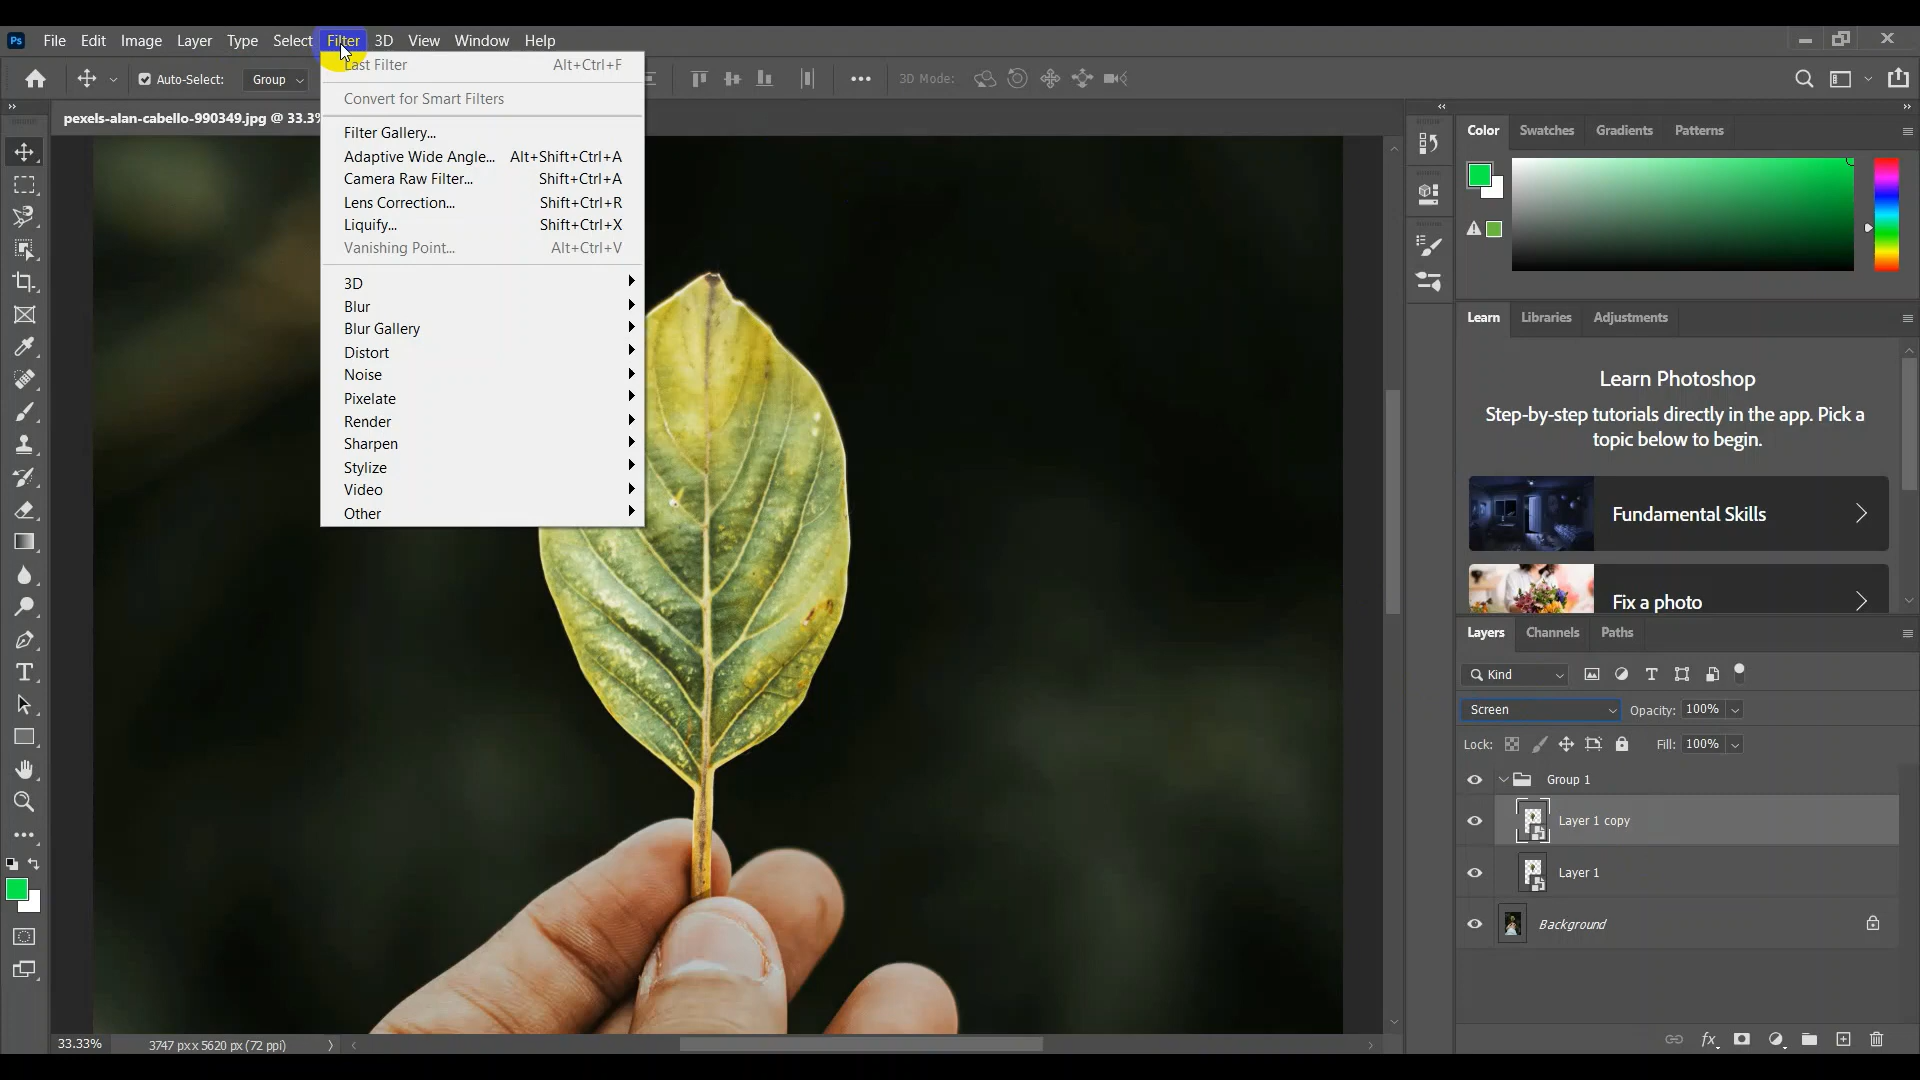 Ps File Edit Image Layer Type Select Filter 3D View Window Help
Auto-Select: Group 3D Mode:
pexels-alan-cabello-990349.jpg @ 33.3%
Last Filter Alt+Ctrl+F
Convert for Smart Filters
Filter Gallery...
Adaptive Wide Angle... Alt+Shift+Ctrl+A
Camera Raw Filter... Shift+Ctrl+A
Lens Correction... Shift+Ctrl+R
Liquify... Shift+Ctrl+X
Vanishing Point... Alt+Ctrl+V
3D
Blur
Blur Gallery
Distort
Noise
Pixelate
Render
Sharpen
Stylize
Video
Other
Color Swatches Gradients Patterns
Learn Libraries Adjustments
Learn Photoshop
Step-by-step tutorials directly in the app. Pick a
topic below to begin.
Fundamental Skills
Fix a photo
Layers Channels Paths
Kind
Screen Opacity: 100%
Lock: Fill: 100%
Group 1
Layer 1 copy
Layer 1
Background
fx
33.33% 3747 px x 5620 px (72 ppi)